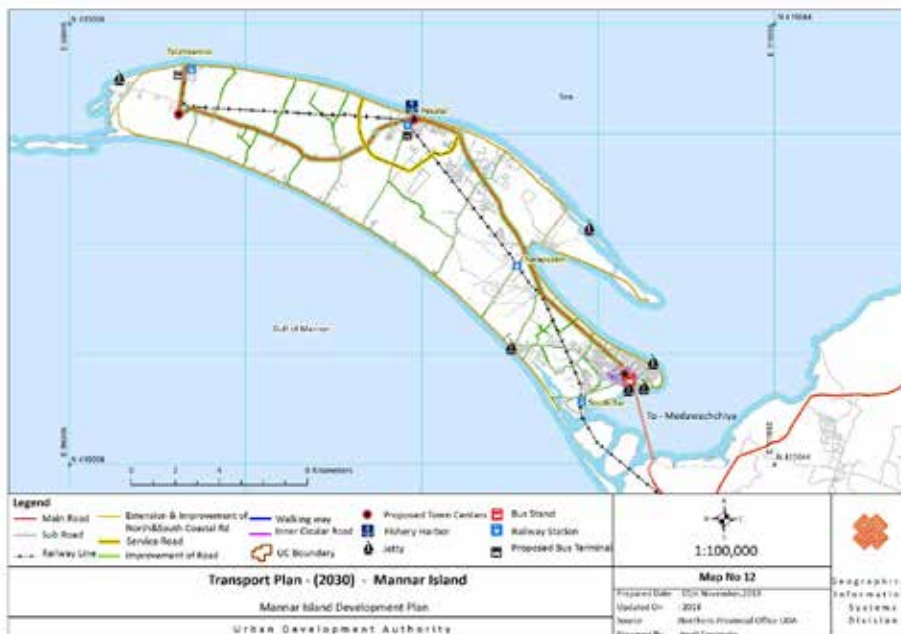 Talaimannar
Pesalai
Sea
Gulf of Mannar
To - Medawachchiya
0 2 4 8 Kilometers
Legend
Main Road
Sub Road
Railway Line
Extensive & Improvement of
North&South Coastal Rd
Service Road
Improvement of Road
Walking way
Inner Circular Road
UC Boundary
Proposed Town Centers
Fishery Harbor
Jetty
Bus Stand
Railway Station
Proposed Bus Terminal
1:100,000
Transport Plan - (2030) - Mannar Island
Mannar Island Development Plan
Urban Development Authority
Map No 12
Prepared Date
Updated On : 2018
Source : Northern Provincial Office UDA
Prepared By
Geographic
Information
Systems
Division